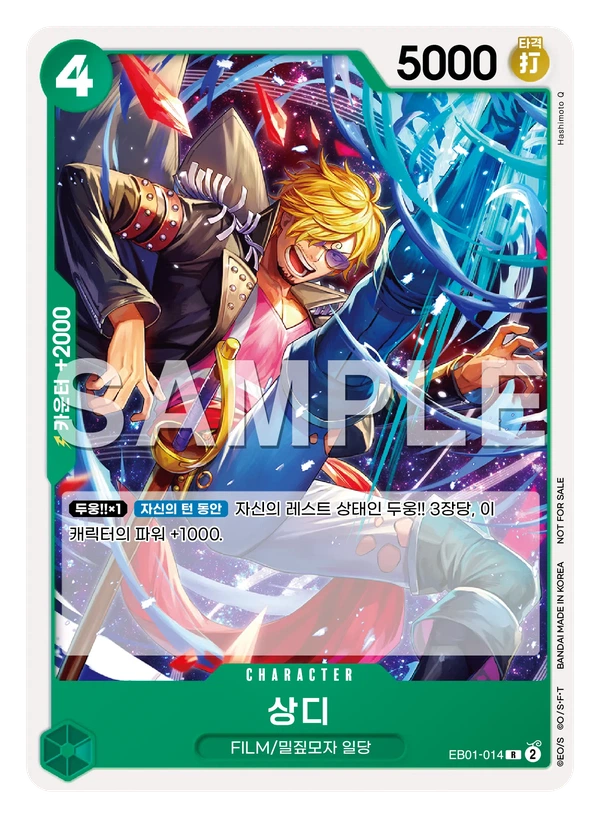 4
5000
타격
打
Hashimoto Q
⚡카운터 +2000
SAMPLE
두웅!!×1 자신의 턴 동안 자신의 레스트 상태인 두웅!! 3장당, 이
캐릭터의 파워 +1000.
CHARACTER
상디
FILM/밀짚모자 일당
EB01-014 R 2
©EO/S ©O/S·F·T BANDAI MADE IN KOREA NOT FOR SALE